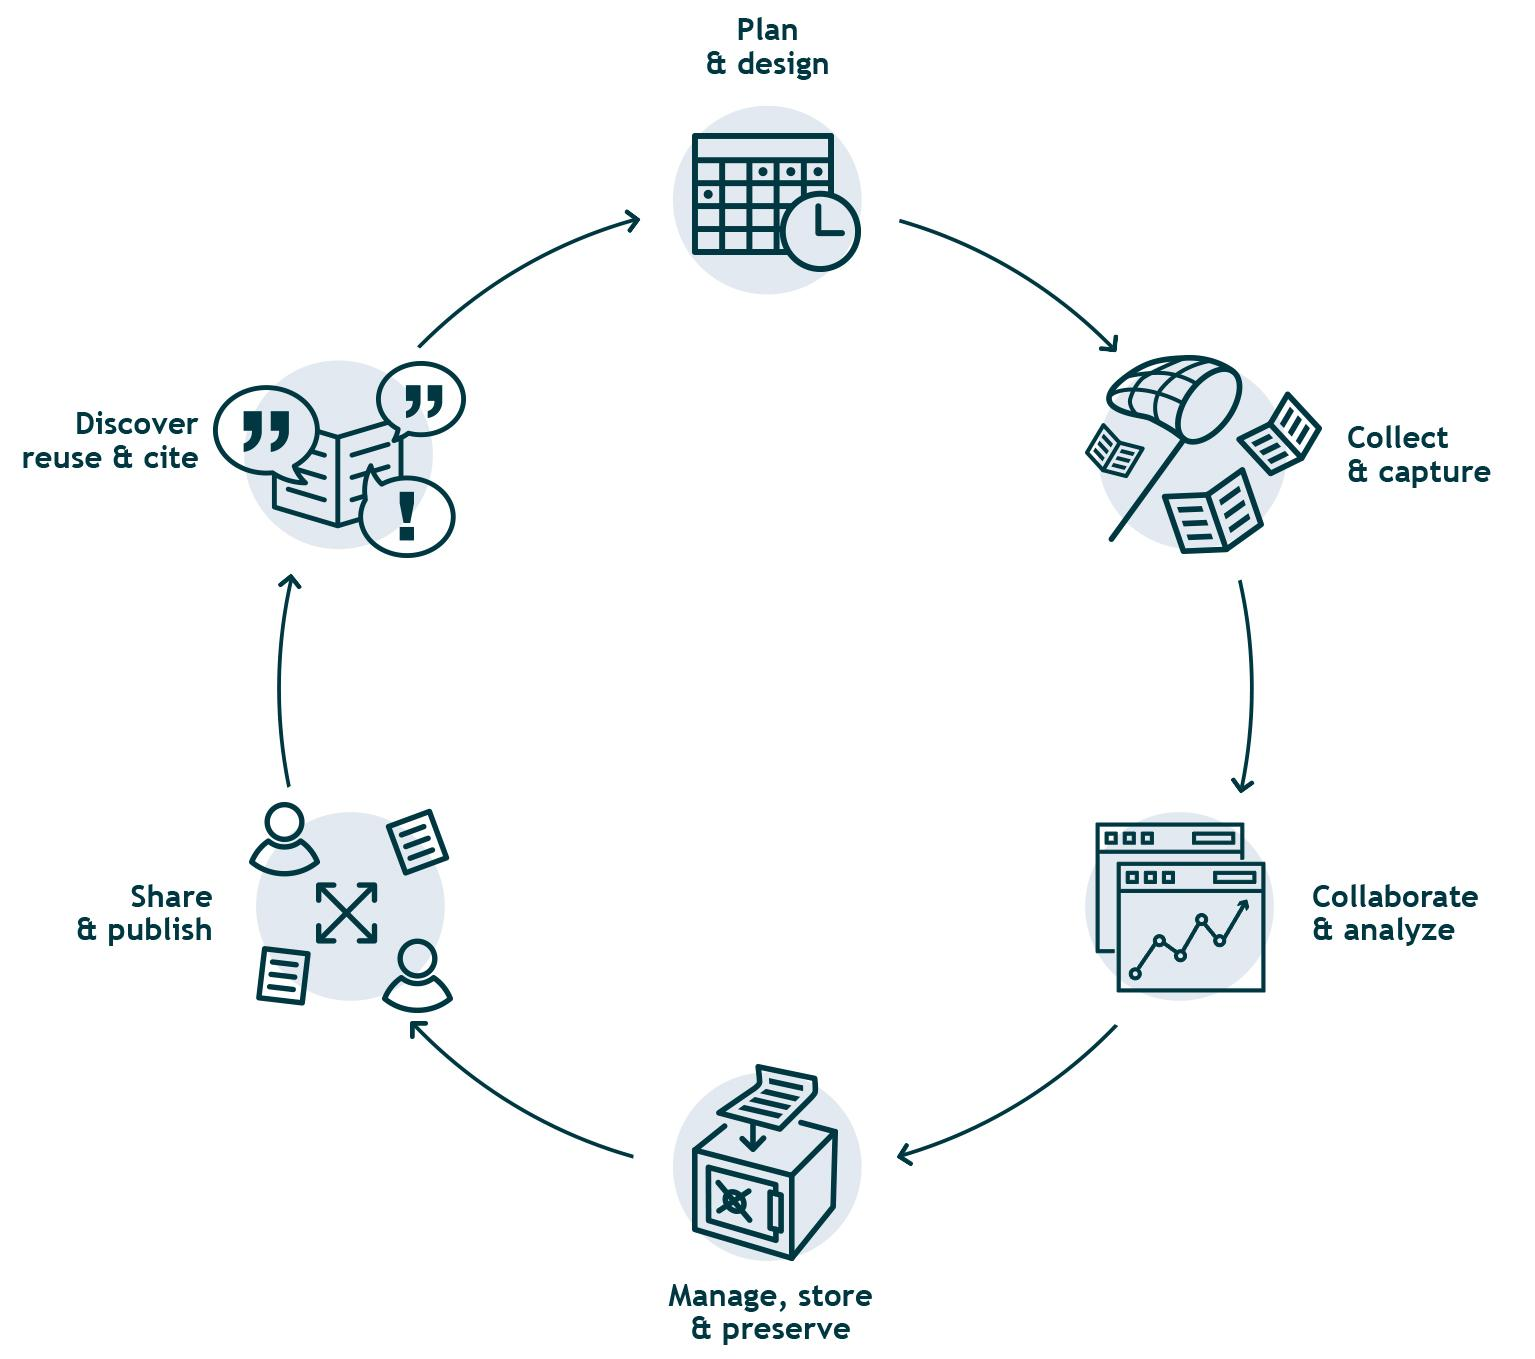 Plan
& design
Collect
& capture
Collaborate
& analyze
Manage, store
& preserve
Share
& publish
Discover
reuse & cite